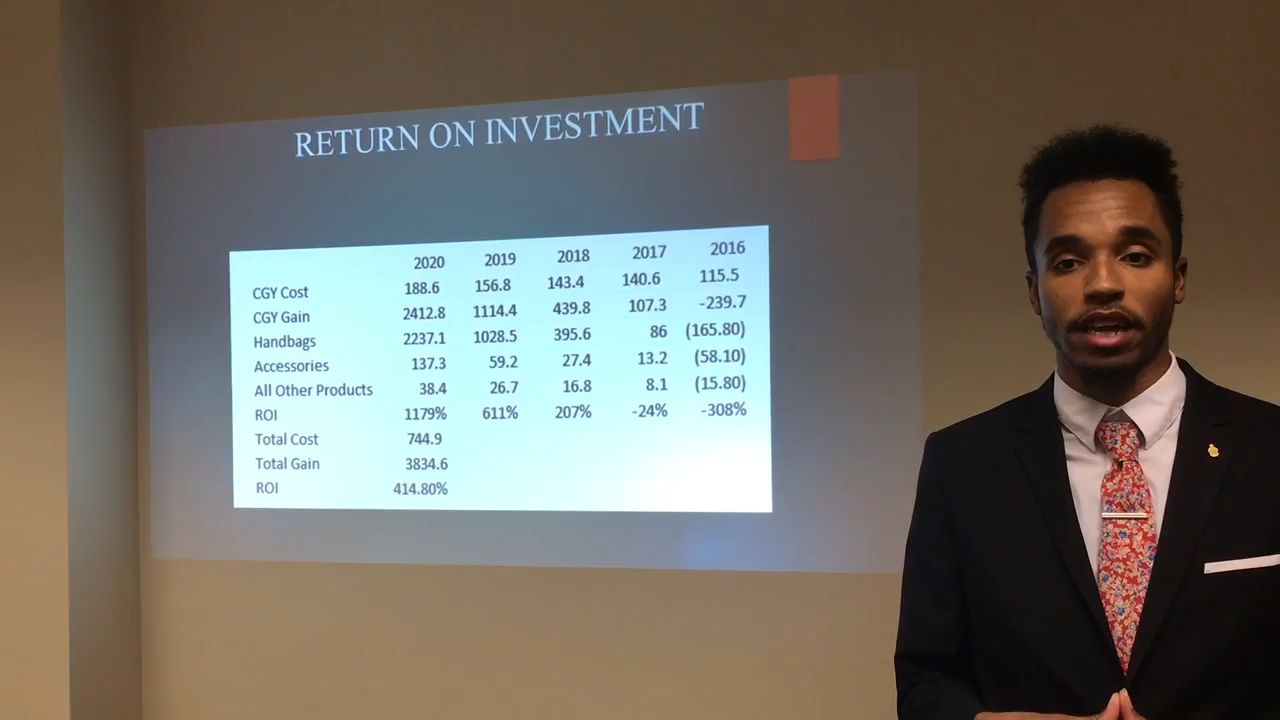 RETURN ON INVESTMENT
2020 2019 2018 2017 2016
CGY Cost 188.6 156.8 143.4 140.6 115.5
CGY Gain 2412.8 1114.4 439.8 107.3 -239.7
Handbags 2237.1 1028.5 395.6 86 (165.80)
Accessories 137.3 59.2 27.4 13.2 (58.10)
All Other Products 38.4 26.7 16.8 8.1 (15.80)
ROI 1179% 611% 207% -24% -308%
Total Cost 744.9
Total Gain 3834.6
ROI 414.80%